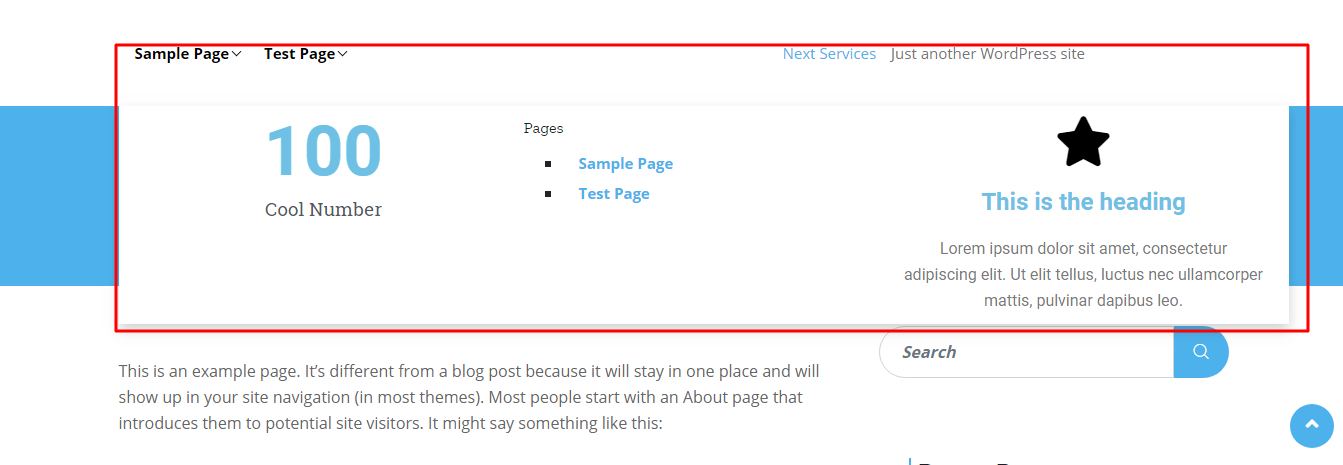 Sample Page Test Page Next Services Just another WordPress site
100
Cool Number
Pages
Sample Page
Test Page
This is the heading
Lorem ipsum dolor sit amet, consectetur
adipiscing elit. Ut elit tellus, luctus nec ullamcorper
mattis, pulvinar dapibus leo.
Search
This is an example page. It’s different from a blog post because it will stay in one place and will
show up in your site navigation (in most themes). Most people start with an About page that
introduces them to potential site visitors. It might say something like this: